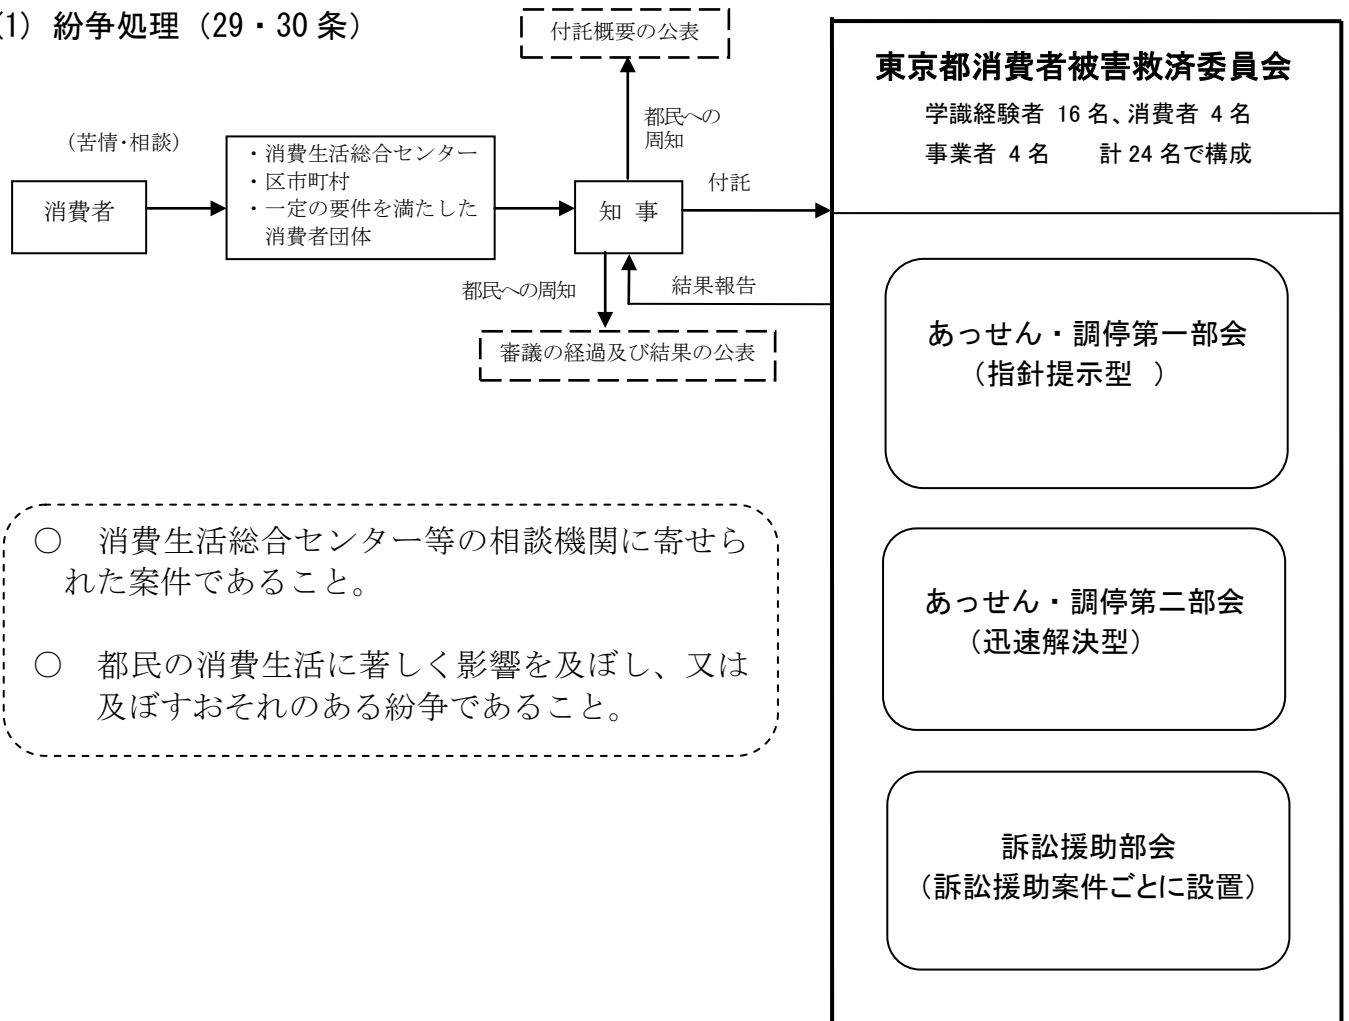 (1) 紛争処理（29・30 条）
付託概要の公表
都民への
周知
（苦情・相談）
消費者
・消費生活総合センター
・区市町村
・一定の要件を満たした
消費者団体
知 事
付託
結果報告
都民への周知
審議の経過及び結果の公表
東京都消費者被害救済委員会
学識経験者 16 名、消費者 4 名
事業者 4 名　　計 24 名で構成
あっせん・調停第一部会
（指針提示型 ）
あっせん・調停第二部会
（迅速解決型）
訴訟援助部会
（訴訟援助案件ごとに設置）
○　消費生活総合センター等の相談機関に寄せら
れた案件であること。
○　都民の消費生活に著しく影響を及ぼし、又は
及ぼすおそれのある紛争であること。